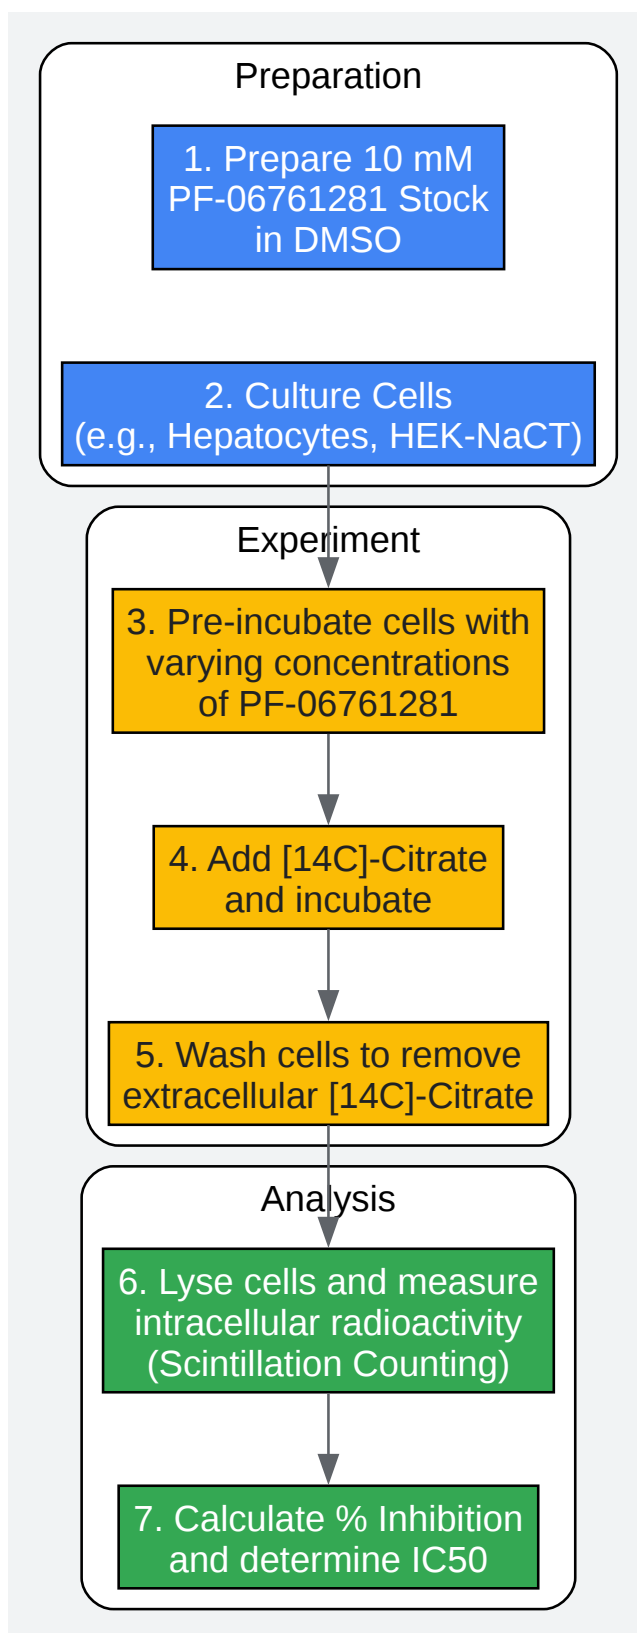 Preparation
1. Prepare 10 mM
PF-06761281 Stock
in DMSO
2. Culture Cells
(e.g., Hepatocytes, HEK-NaCT)
Experiment
3. Pre-incubate cells with
varying concentrations
of PF-06761281
4. Add [14C]-Citrate
and incubate
5. Wash cells to remove
extracellular [14C]-Citrate
Analysis
6. Lyse cells and measure
intracellular radioactivity
(Scintillation Counting)
7. Calculate % Inhibition
and determine IC50